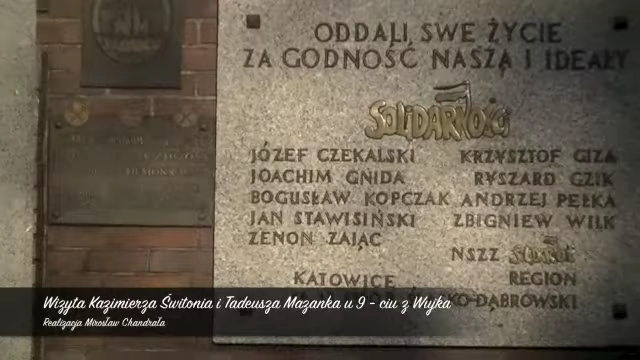 ODDALI SWE ŻYCIE
ZA GODNOŚĆ NASZĄ I IDEAŁY
SOLIDARNOŚCI
JÓZEF CZEKALSKI KRZYSZTOF GIZA
JOACHIM GNIDA RYSZARD GZIK
BOGUSŁAW KOPCZAK ANDRZEJ PEŁKA
JAN STAWISIŃSKI ZBIGNIEW WILK
ZENON ZAJĄC
NSZZ
KATOWICE REGION
KO-DĄBROWSKI
Wizyta Kazimierza Świtonia i Tadeusza Mazanka u 9 - ciu z Wujka
Realizacja Mirosław Chandrała